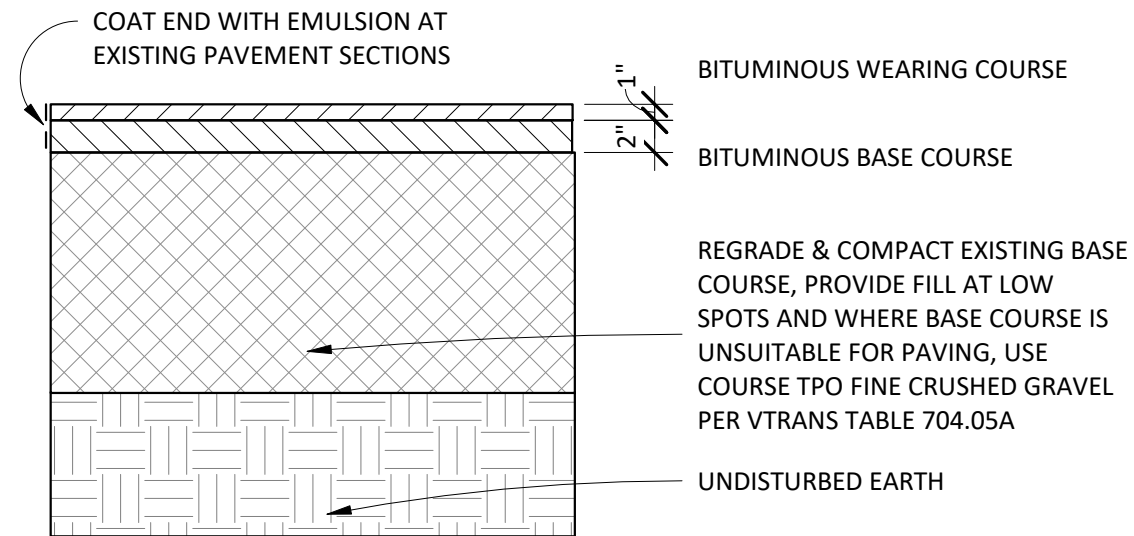 COAT END WITH EMULSION AT
EXISTING PAVEMENT SECTIONS
1"
BITUMINOUS WEARING COURSE
2"
BITUMINOUS BASE COURSE
REGRADE & COMPACT EXISTING BASE
COURSE, PROVIDE FILL AT LOW
SPOTS AND WHERE BASE COURSE IS
UNSUITABLE FOR PAVING, USE
COURSE TPO FINE CRUSHED GRAVEL
PER VTRANS TABLE 704.05A
UNDISTURBED EARTH